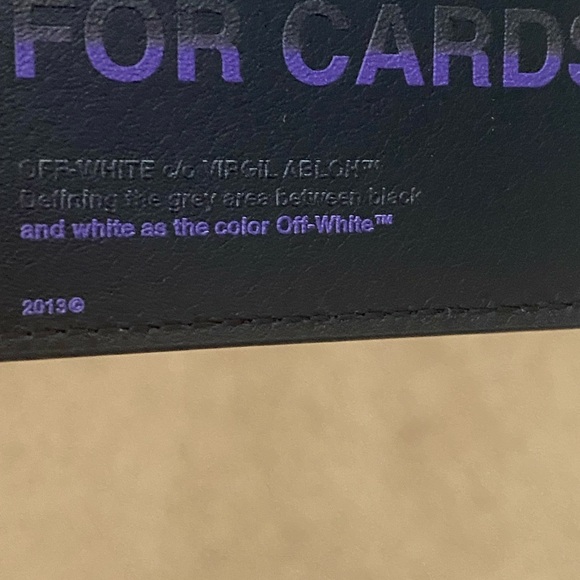 FOR CARDS
OFF-WHITE c/o VIRGIL ABLOH™
Defining the grey area between black
and white as the color Off-White™
2013©